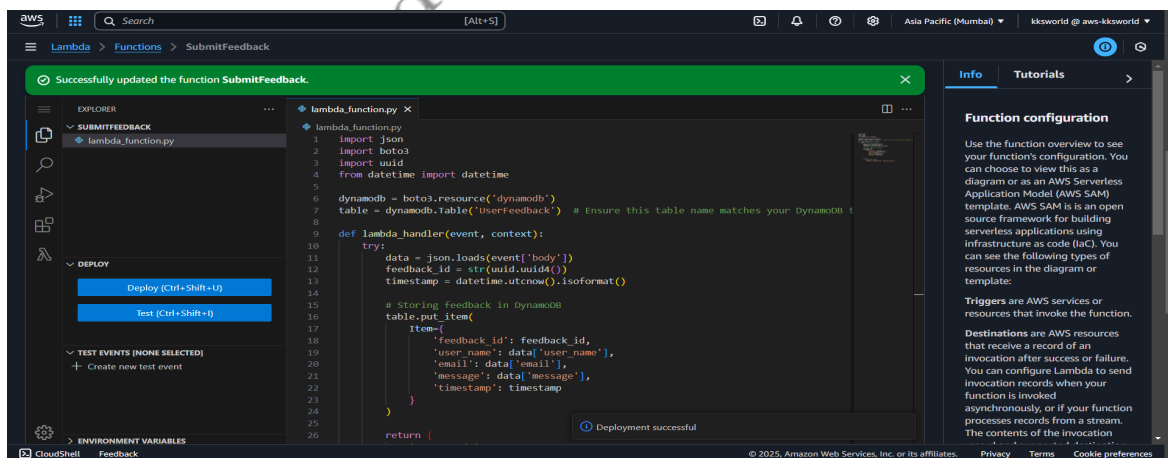 aws
Search
[Alt+S]
Asia Pacific (Mumbai) ▼
kksworld @ aws-kksworld ▼
Lambda > Functions > SubmitFeedback
Successfully updated the function SubmitFeedback.
EXPLORER
SUBMITFEEDBACK
lambda_function.py
DEPLOY
Deploy (Ctrl+Shift+U)
Test (Ctrl+Shift+I)
TEST EVENTS [NONE SELECTED]
+ Create new test event
ENVIRONMENT VARIABLES
lambda_function.py
lambda_function.py
1 import json
2 import boto3
3 import uuid
4 from datetime import datetime
5
6 dynamodb = boto3.resource('dynamodb')
7 table = dynamodb.Table('UserFeedback') # Ensure this table name matches your DynamoDB t
8
9 def lambda_handler(event, context):
10 try:
11 data = json.loads(event['body'])
12 feedback_id = str(uuid.uuid4())
13 timestamp = datetime.utcnow().isoformat()
14
15 # Storing feedback in DynamoDB
16 table.put_item(
17 Item={
18 'feedback_id': feedback_id,
19 'user_name': data['user_name'],
20 'email': data['email'],
21 'message': data['message'],
22 'timestamp': timestamp
23 }
24 )
25
26 return {
Deployment successful
Info
Tutorials
Function configuration
Use the function overview to see
your function's configuration. You
can choose to view this as a
diagram or as an AWS Serverless
Application Model (AWS SAM)
template. AWS SAM is is an open
source framework for building
serverless applications using
infrastructure as code (IaC). You
can see the following types of
resources in the diagram or
template:
Triggers are AWS services or
resources that invoke the function.
Destinations are AWS resources
that receive a record of an
invocation after success or failure.
You can configure Lambda to send
invocation records when your
function is invoked
asynchronously, or if your function
processes records from a stream.
The contents of the invocation
CloudShell
Feedback
© 2025, Amazon Web Services, Inc. or its affiliates.
Privacy
Terms
Cookie preferences